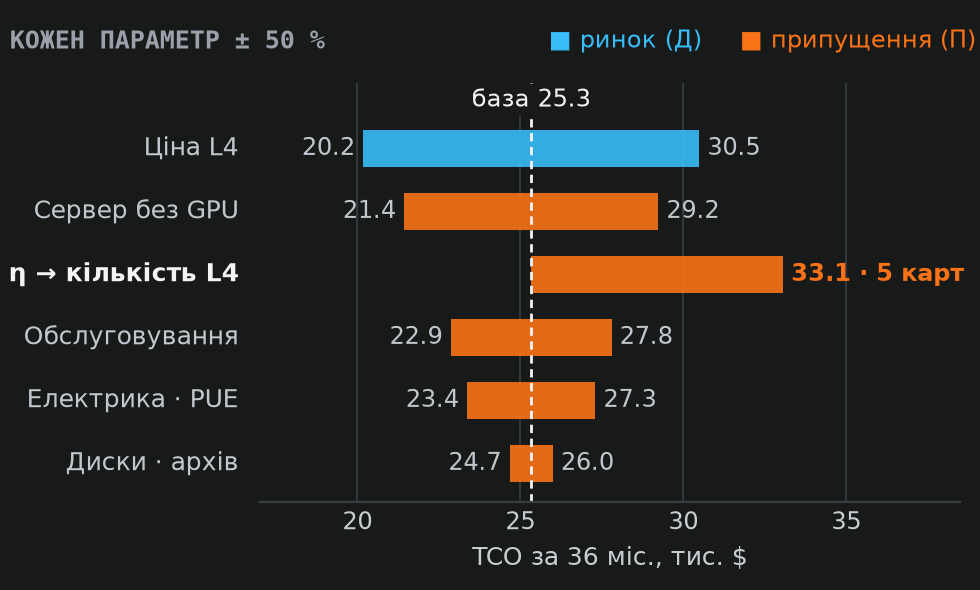 КОЖЕН ПАРАМЕТР ± 50 %
ринок (Д) припущення (П)
база 25.3
Ціна L4 20.2 30.5
Сервер без GPU 21.4 29.2
η → кількість L4 33.1 · 5 карт
Обслуговування 22.9 27.8
Електрика · PUE 23.4 27.3
Диски · архів 24.7 26.0
20 25 30 35
TCO за 36 міс., тис. $